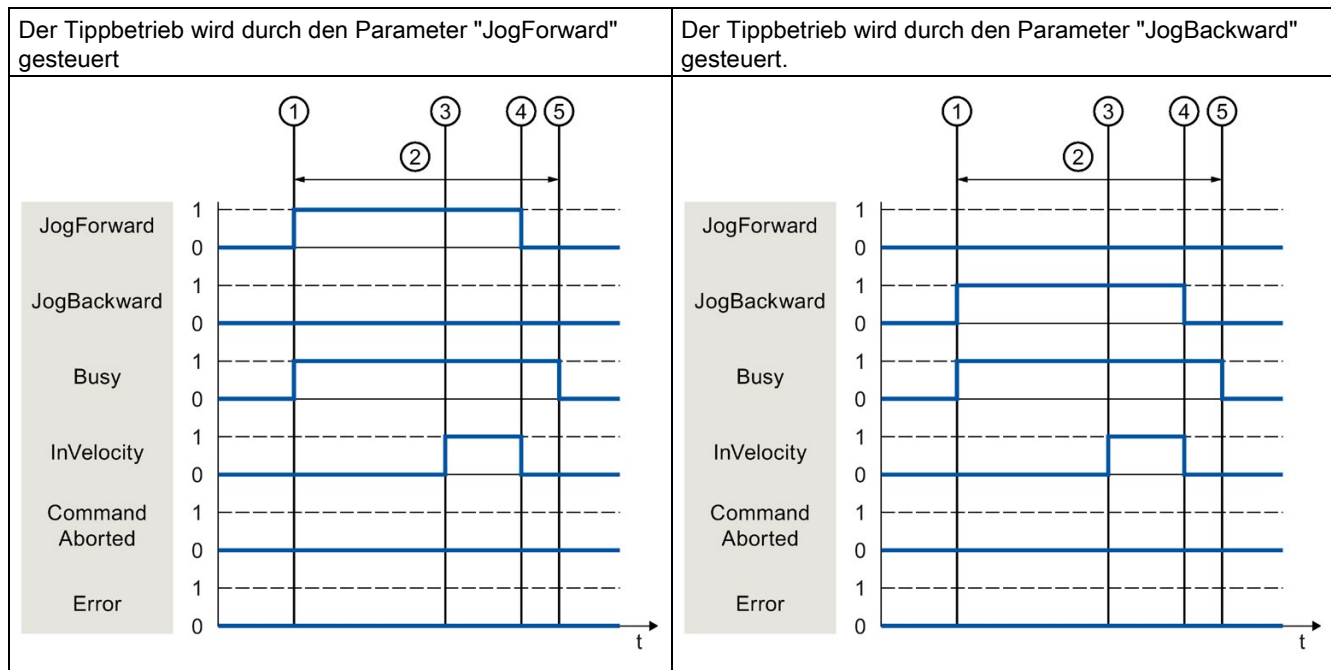 Der Tippbetrieb wird durch den Parameter "JogForward"
gesteuert
① ③ ④ ⑤
②
JogForward
1
0
JogBackward
1
0
Busy
1
0
InVelocity
1
0
Command
Aborted
1
0
Error
1
0
t
Der Tippbetrieb wird durch den Parameter "JogBackward"
gesteuert.
① ③ ④ ⑤
②
JogForward
1
0
JogBackward
1
0
Busy
1
0
InVelocity
1
0
Command
Aborted
1
0
Error
1
0
t